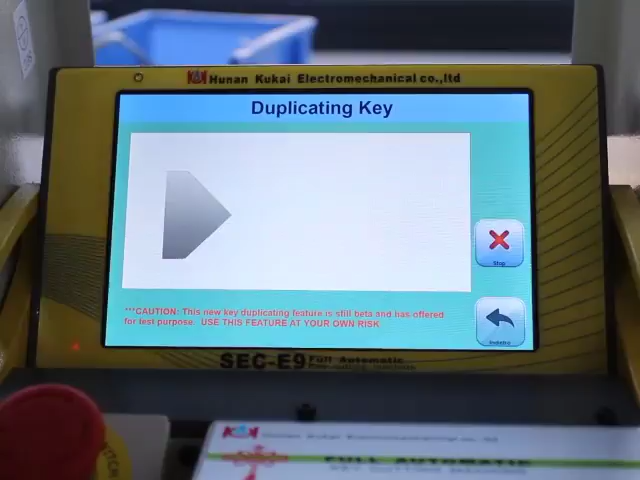 Hunan Kukai Electromechanical co.,ltd
Duplicating Key
Stop
***CAUTION: This new key duplicating feature is still beta and has offered
for test purpose. USE THIS FEATURE AT YOUR OWN RISK
SEC-E9 Full Automatic
FULL AUTOMATIC